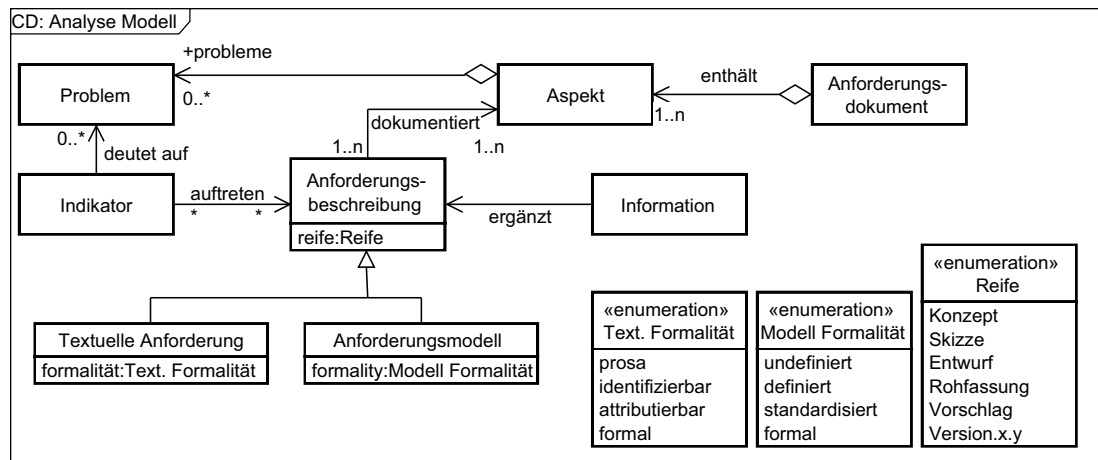 CD: Analyse Modell
+probleme
0..*
Problem
Aspekt
enthält
1..n
Anforderungs-
dokument
dokumentiert
1..n
1..n
0..*
deutet auf
Indikator
auftreten
*
*
Anforderungs-
beschreibung
reife:Reife
ergänzt
Information
Textuelle Anforderung
formalität:Text. Formalität
Anforderungsmodell
formality:Modell Formalität
«enumeration»
Text. Formalität
prosa
identifizierbar
attributierbar
formal
«enumeration»
Modell Formalität
undefiniert
definiert
standardisiert
formal
«enumeration»
Reife
Konzept
Skizze
Entwurf
Rohfassung
Vorschlag
Version.x.y